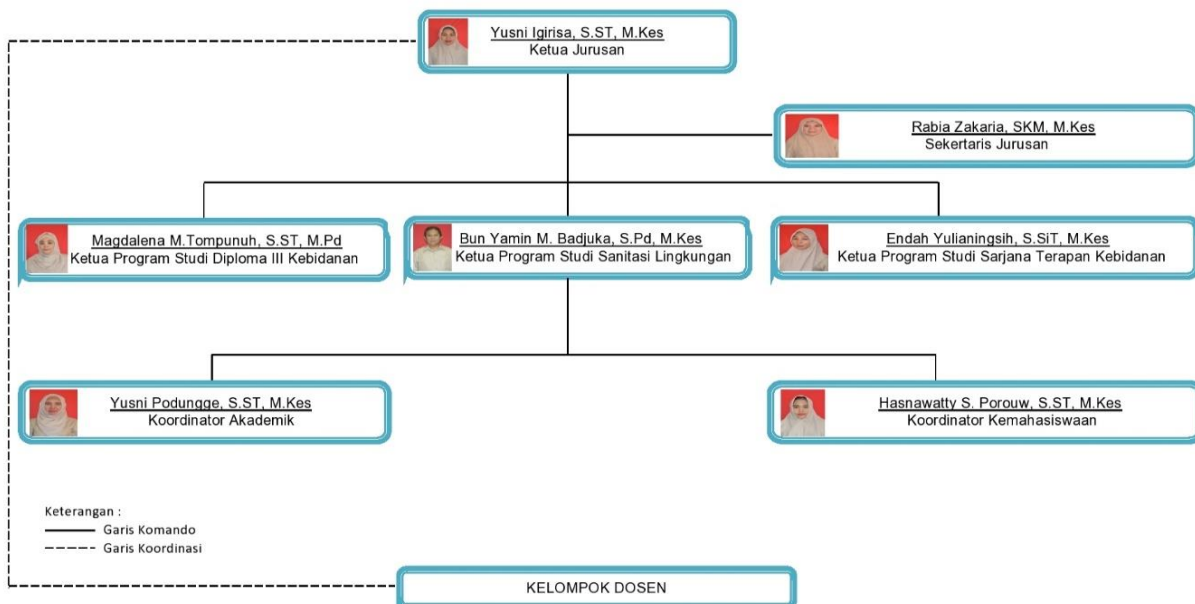 Yusni Igirisa, S.ST, M.Kes
Ketua Jurusan
Rabia Zakaria, SKM, M.Kes
Sekertaris Jurusan
Magdalena M.Tompunuh, S.ST, M.Pd
Ketua Program Studi Diploma III Kebidanan
Bun Yamin M. Badjuka, S.Pd, M.Kes
Ketua Program Studi Sanitasi Lingkungan
Endah Yulianingsih, S.SiT, M.Kes
Ketua Program Studi Sarjana Terapan Kebidanan
Yusni Podungge, S.ST, M.Kes
Koordinator Akademik
Hasnawatty S. Porouw, S.ST, M.Kes
Koordinator Kemahasiswaan
Keterangan :
Garis Komando
Garis Koordinasi
KELOMPOK DOSEN